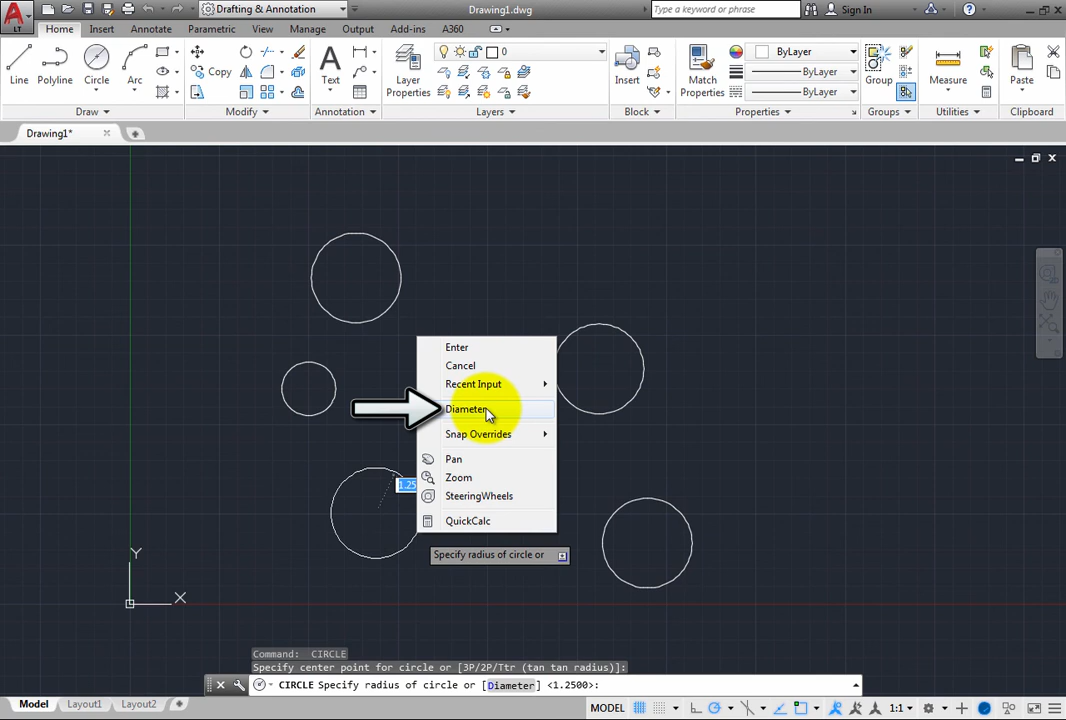 Drafting & Annotation
Drawing1.dwg
Type a keyword or phrase
Sign In
LT
Home Insert Annotate Parametric View Manage Output Add-ins A360
Line Polyline Circle Arc
Copy
Text
Layer Properties
0
Insert
Match Properties
ByLayer
ByLayer
ByLayer
Group
Measure
Paste
Draw Modify Annotation Layers Block Properties Groups Utilities Clipboard
Drawing1*
Enter
Cancel
Recent Input
Diameter
Snap Overrides
Pan
Zoom
SteeringWheels
QuickCalc
1.25
Specify radius of circle or
Y
X
Command: CIRCLE
Specify center point for circle or [3P/2P/Ttr (tan tan radius)]:
CIRCLE Specify radius of circle or [Diameter] <1.2500>:
Model Layout1 Layout2
MODEL
1:1